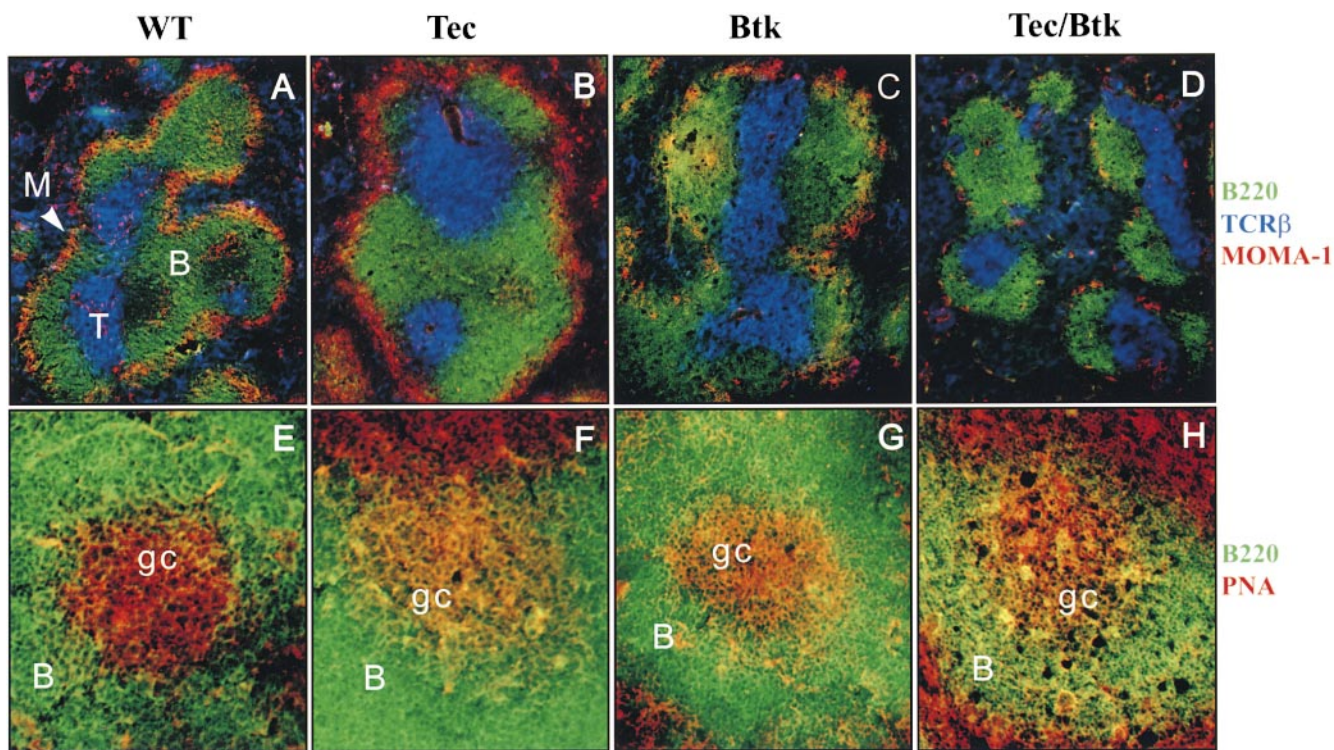 WT Tec Btk Tec/Btk
A B C D
M
B
T
B220
TCRβ
MOMA-1
E F G H
gc gc gc gc
B B B B
B220
PNA